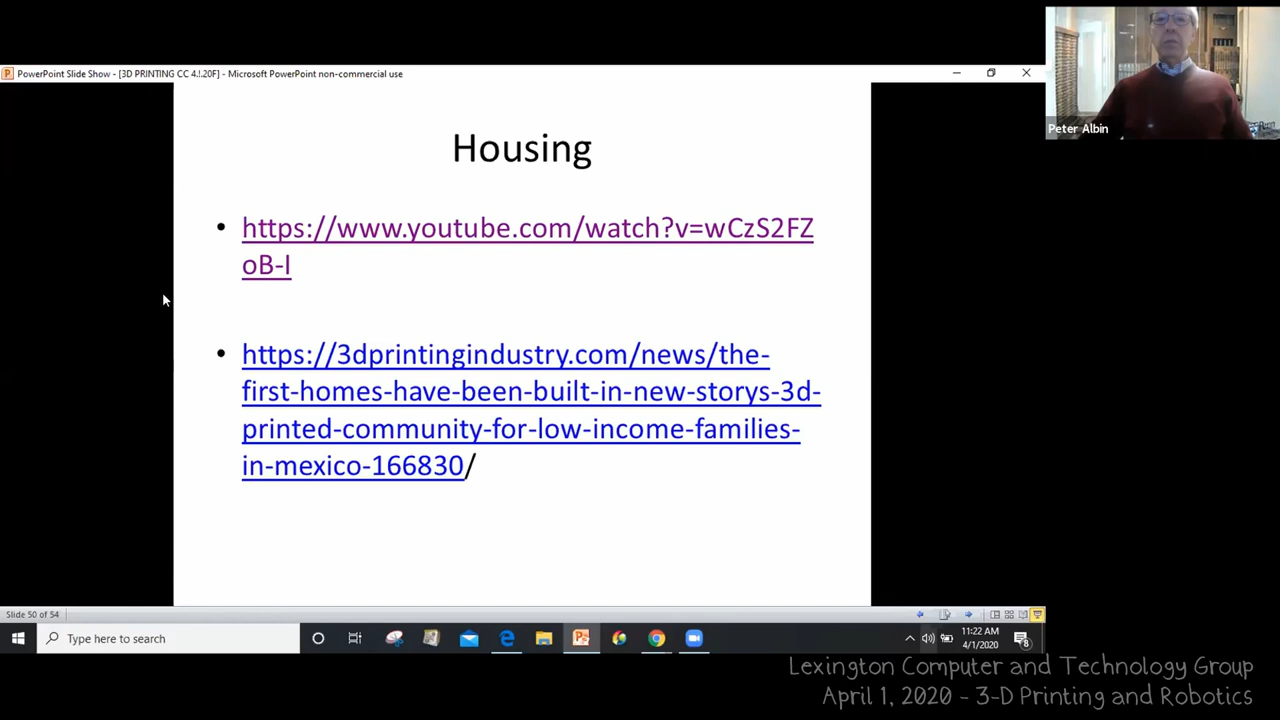 PowerPoint Slide Show - [3D PRINTING CC 4.!.20F] - Microsoft PowerPoint non-commercial use
Peter Albin
Housing
• https://www.youtube.com/watch?v=wCzS2FZ
oB-I
• https://3dprintingindustry.com/news/the-
first-homes-have-been-built-in-new-storys-3d-
printed-community-for-low-income-families-
in-mexico-166830/
Slide 50 of 54
Type here to search
11:22 AM
4/1/2020
8
Lexington Computer and Technology Group
April 1, 2020 - 3-D Printing and Robotics